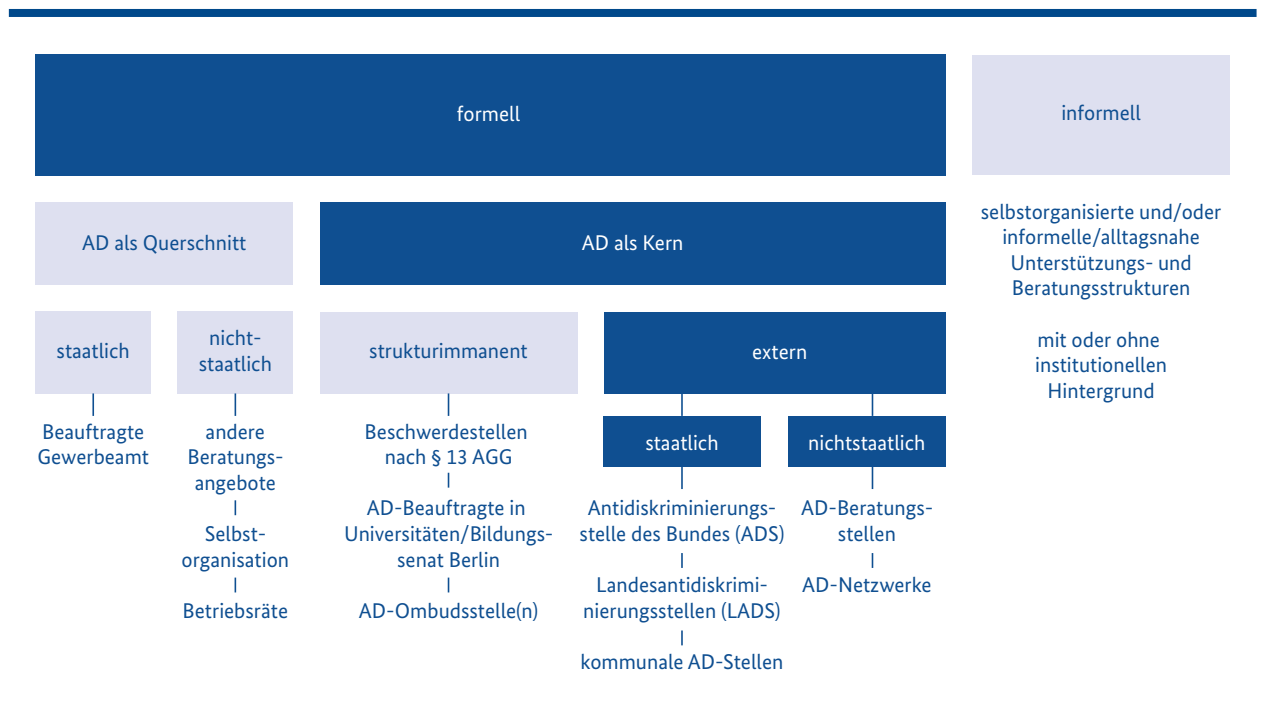 formell
informell
AD als Querschnitt
AD als Kern
selbstorganisierte und/oder
informelle/alltagsnahe
Unterstützungs- und
Beratungsstrukturen
mit oder ohne
institutionellen
Hintergrund
staatlich
nicht-
staatlich
strukturimmanent
extern
Beauftragte
Gewerbeamt
andere
Beratungs-
angebote
Selbst-
organisation
Betriebsräte
Beschwerdestellen
nach § 13 AGG
AD-Beauftragte in
Universitäten/Bildungs-
senat Berlin
AD-Ombudsstelle(n)
staatlich
Antidiskriminierungs-
stelle des Bundes (ADS)
Landesantidiskrimi-
nierungsstellen (LADS)
kommunale AD-Stellen
nichtstaatlich
AD-Beratungs-
stellen
AD-Netzwerke